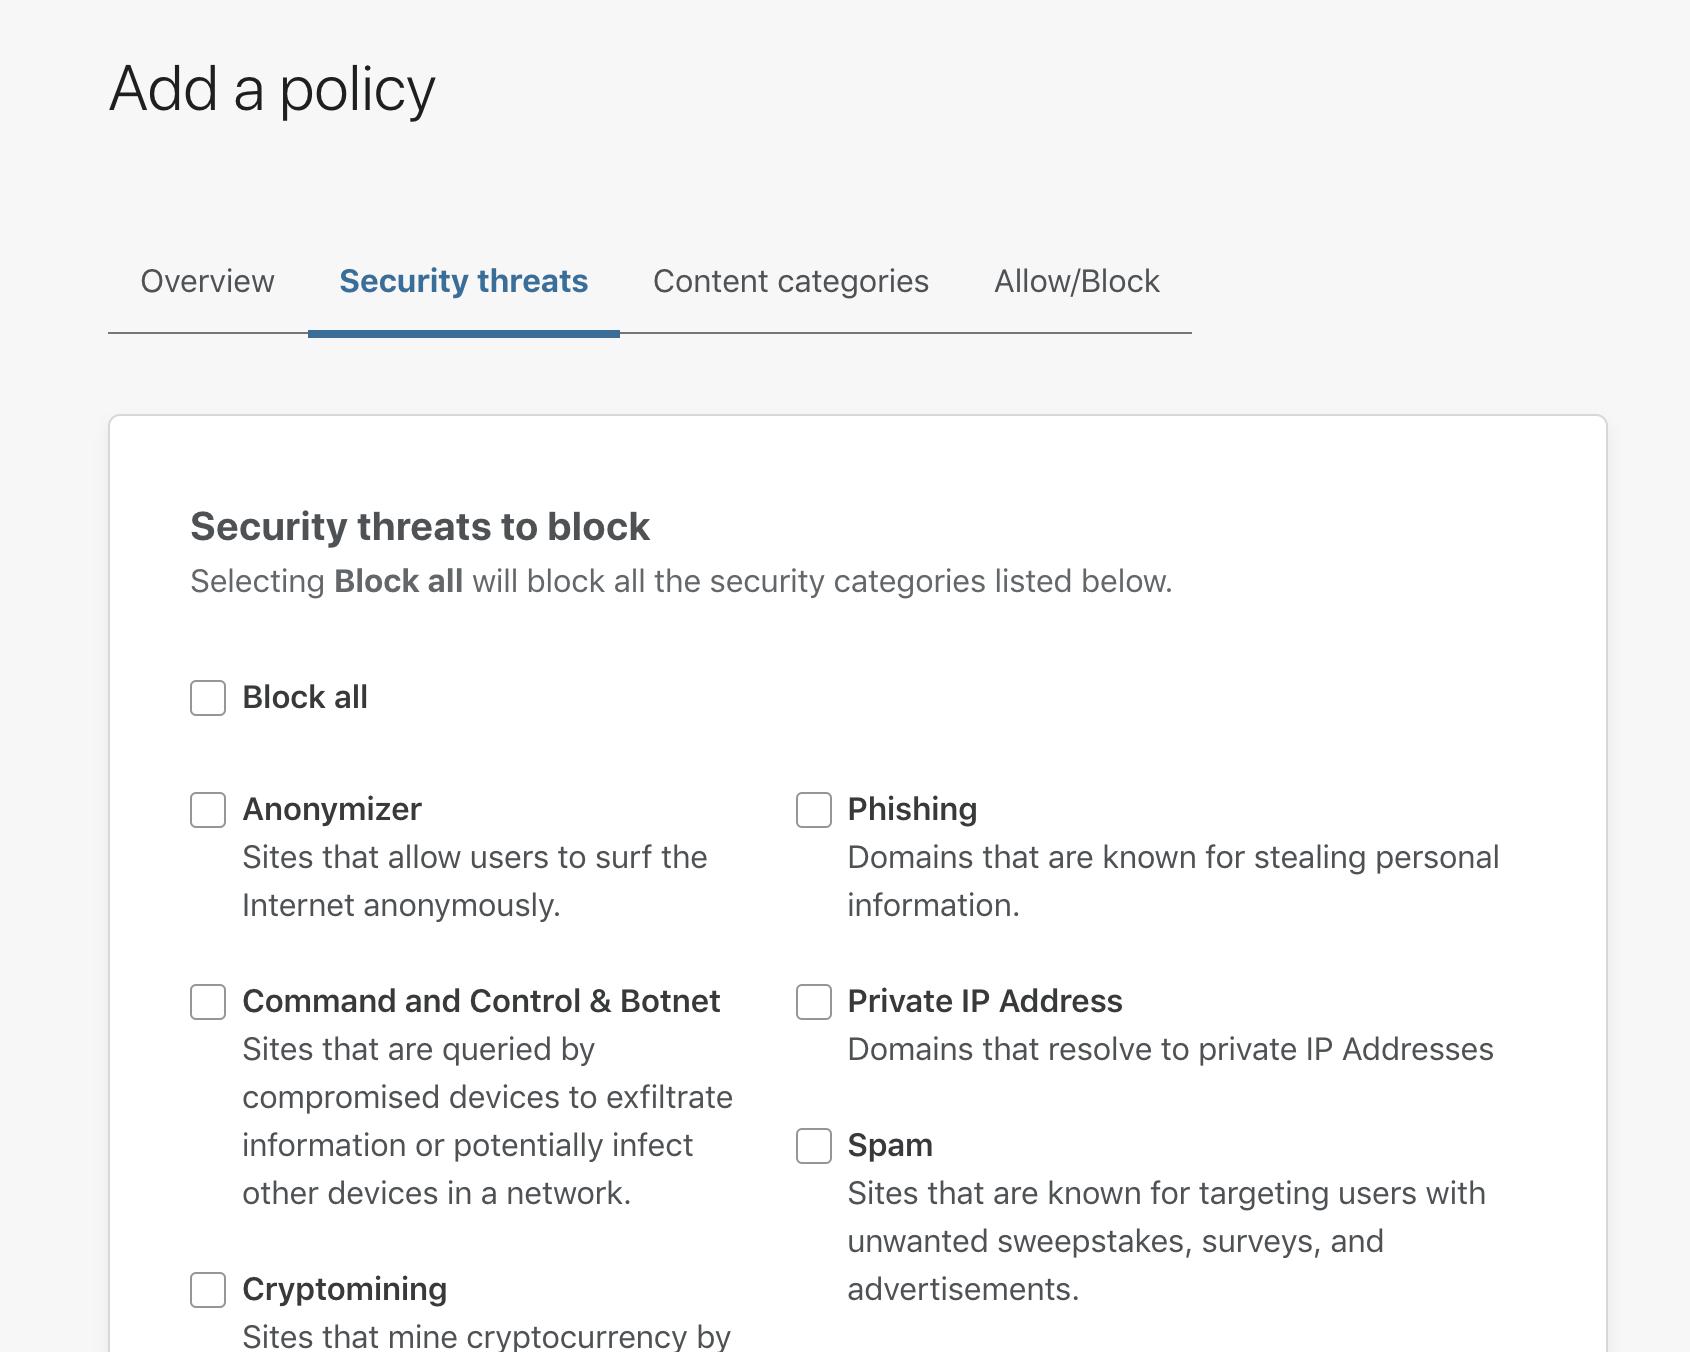 Add a policy
Overview
Security threats
Content categories
Allow/Block
Security threats to block
Selecting Block all will block all the security categories listed below.
Block all
Anonymizer
Sites that allow users to surf the
Internet anonymously.
Command and Control & Botnet
Sites that are queried by
compromised devices to exfiltrate
information or potentially infect
other devices in a network.
Cryptomining
Sites that mine cryptocurrency by
Phishing
Domains that are known for stealing personal
information.
Private IP Address
Domains that resolve to private IP Addresses
Spam
Sites that are known for targeting users with
unwanted sweepstakes, surveys, and
advertisements.